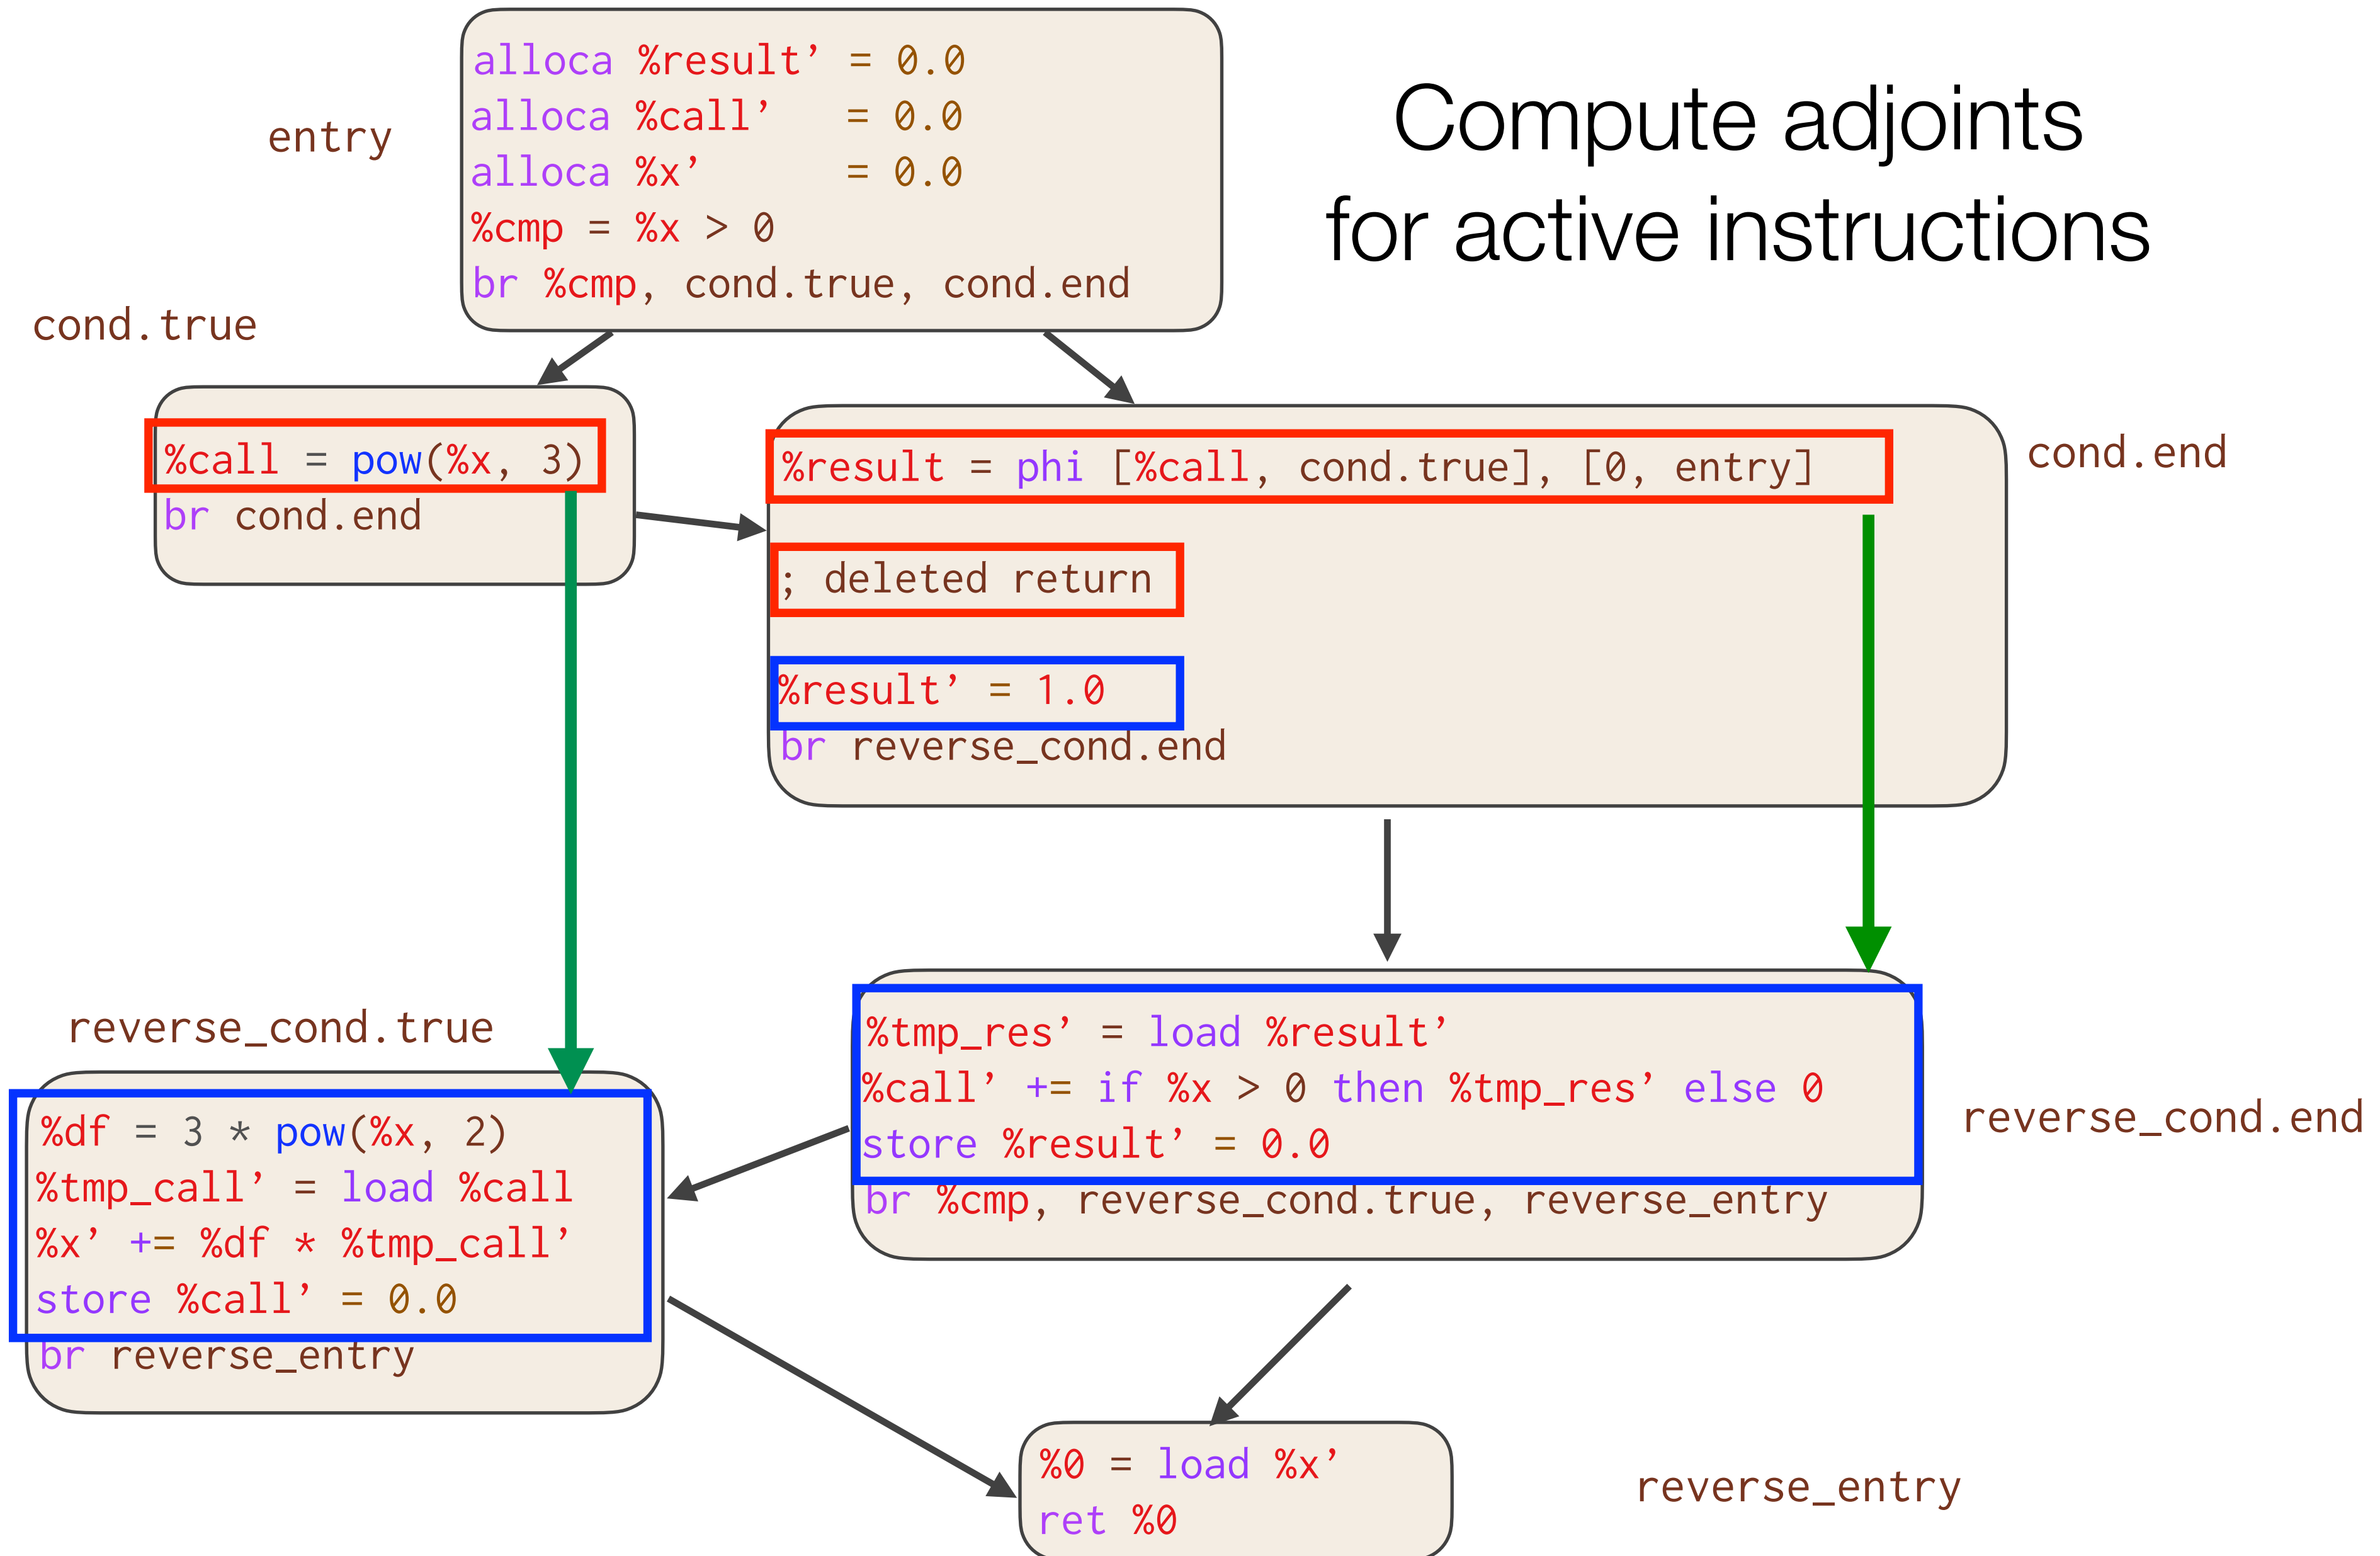 Compute adjoints
for active instructions
entry
alloca %result’ = 0.0
alloca %call’   = 0.0
alloca %x’      = 0.0
%cmp = %x > 0
br %cmp, cond.true, cond.end
cond.true
%call = pow(%x, 3)
br cond.end
cond.end
%result = phi [%call, cond.true], [0, entry]
; deleted return
%result’ = 1.0
br reverse_cond.end
reverse_cond.true
%df = 3 * pow(%x, 2)
%tmp_call’ = load %call
%x’ += %df * %tmp_call’
store %call’ = 0.0
br reverse_entry
reverse_cond.end
%tmp_res’ = load %result’
%call’ += if %x > 0 then %tmp_res’ else 0
store %result’ = 0.0
br %cmp, reverse_cond.true, reverse_entry
%0 = load %x’
ret %0
reverse_entry